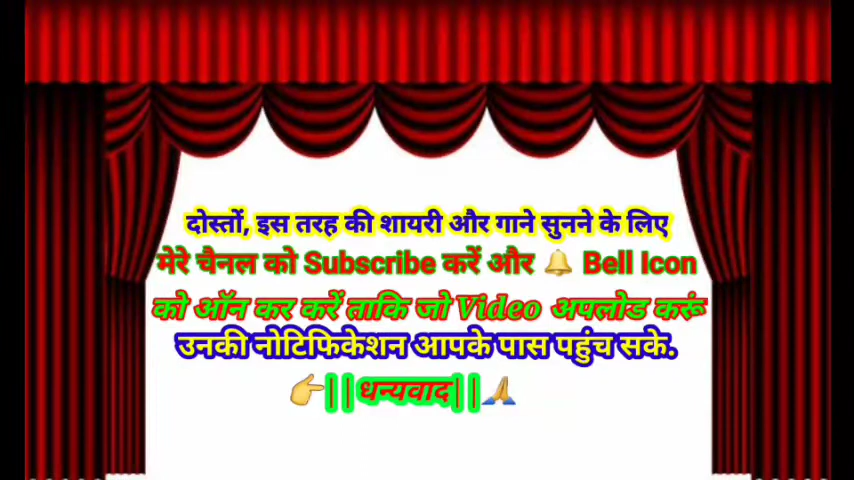 दोस्तों, इस तरह की शायरी और गाने सुनने के लिए
मेरे चैनल को Subscribe करें और 🔔 Bell Icon
को ऑन कर करें ताकि जो Video अपलोड करूं
उनकी नोटिफिकेशन आपके पास पहुंच सके.
👉||धन्यवाद||🙏